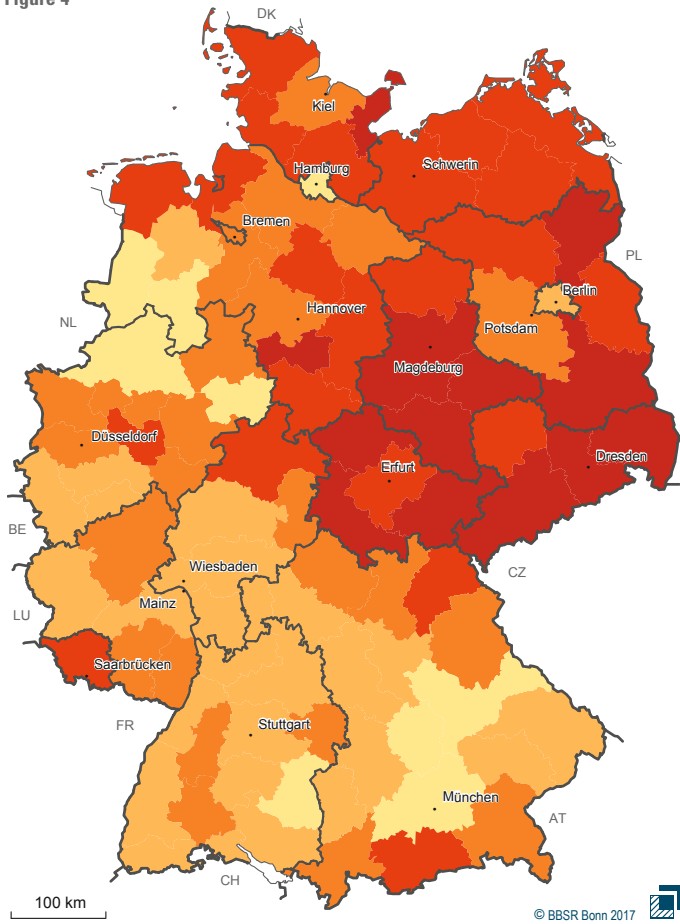 Figure 4
DK
Kiel
Schwerin
Hamburg
Bremen
PL
Berlin
Hannover
Potsdam
NL
Magdeburg
Düsseldorf
Dresden
Erfurt
BE
Wiesbaden
CZ
Mainz
LU
Saarbrücken
FR
Stuttgart
München
AT
CH
100 km
© BBSR Bonn 2017